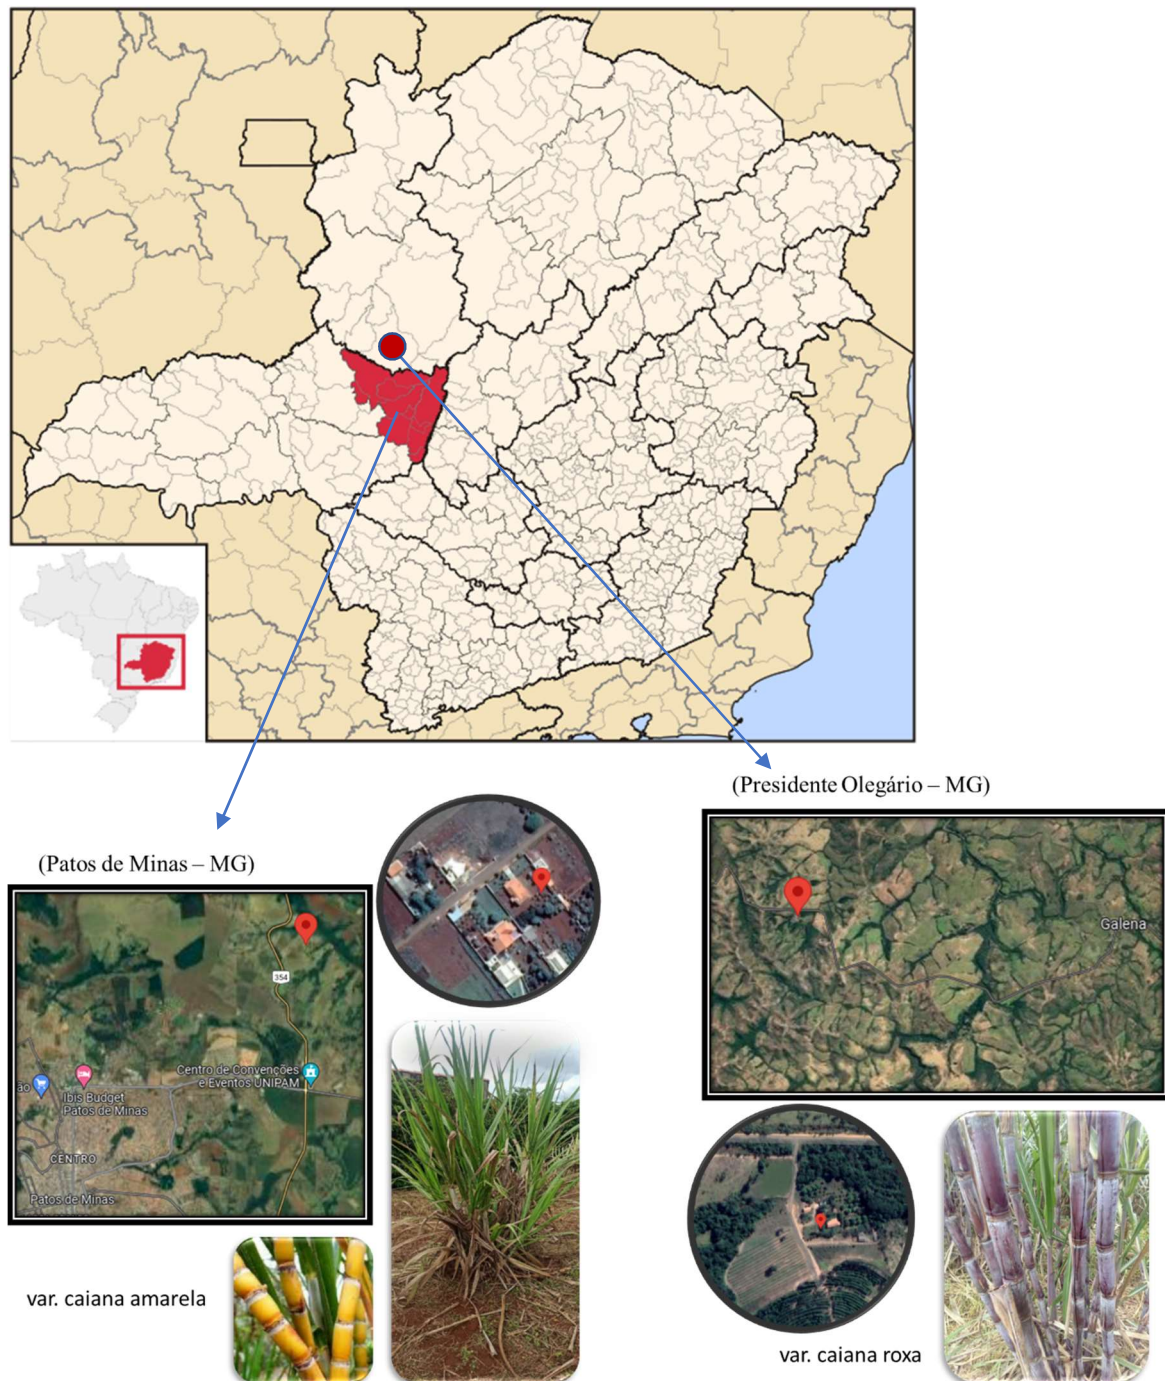 (Presidente Olegário – MG)
(Patos de Minas – MG)
Galena
354
Centro de Convenções
e Eventos UNIPAM
ão
Ibis Budget
Patos de Minas
CENTRO
Patos de Minas
var. caiana amarela
var. caiana roxa